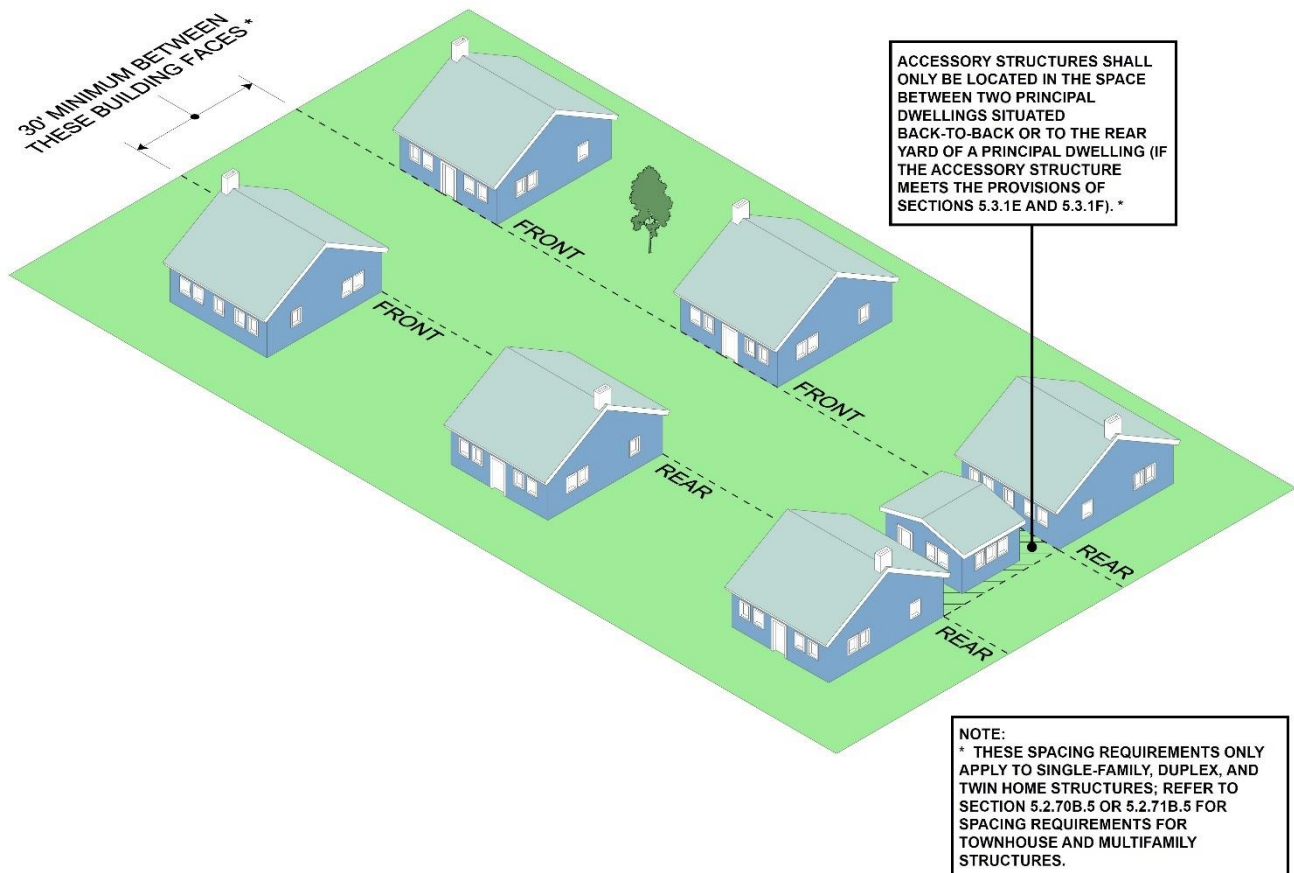 30' MINIMUM BETWEEN
THESE BUILDING FACES *
ACCESSORY STRUCTURES SHALL
ONLY BE LOCATED IN THE SPACE
BETWEEN TWO PRINCIPAL
DWELLINGS SITUATED
BACK-TO-BACK OR TO THE REAR
YARD OF A PRINCIPAL DWELLING (IF
THE ACCESSORY STRUCTURE
MEETS THE PROVISIONS OF
SECTIONS 5.3.1E AND 5.3.1F). *
FRONT
FRONT
FRONT
REAR
REAR
REAR
NOTE:
* THESE SPACING REQUIREMENTS ONLY
APPLY TO SINGLE-FAMILY, DUPLEX, AND
TWIN HOME STRUCTURES; REFER TO
SECTION 5.2.70B.5 OR 5.2.71B.5 FOR
SPACING REQUIREMENTS FOR
TOWNHOUSE AND MULTIFAMILY
STRUCTURES.